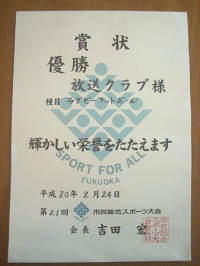 賞状
優勝
放送クラブ様
種目 ラグビーフットボール
輝かしい栄誉をたたえます
SPORT FOR ALL
FUKUOKA
平成20年2月24日
第21回 市民総合スポーツ大会
会長 吉田 宏